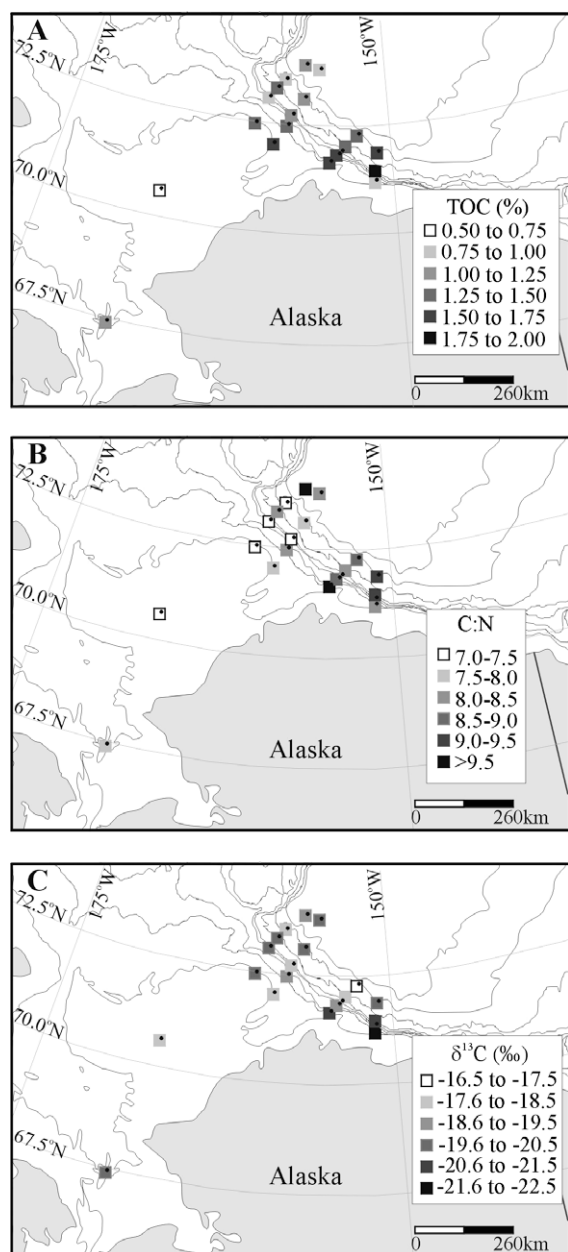 A
175°W
150°W
72.5°N
70.0°N
67.5°N
Alaska
TOC (%)
0.50 to 0.75
0.75 to 1.00
1.00 to 1.25
1.25 to 1.50
1.50 to 1.75
1.75 to 2.00
0 260km
B
175°W
150°W
72.5°N
70.0°N
67.5°N
Alaska
C:N
7.0-7.5
7.5-8.0
8.0-8.5
8.5-9.0
9.0-9.5
>9.5
0 260km
C
175°W
150°W
72.5°N
70.0°N
67.5°N
Alaska
δ¹³C (‰)
-16.5 to -17.5
-17.6 to -18.5
-18.6 to -19.5
-19.6 to -20.5
-20.6 to -21.5
-21.6 to -22.5
0 260km